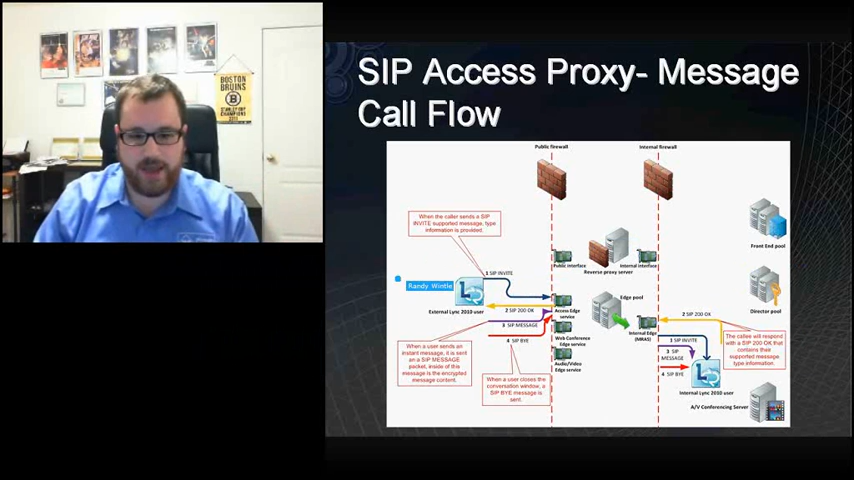 BOSTON
BRUINS
B
SIP Access Proxy- Message
Call Flow
Public firewall
Internal firewall
When the caller sends a SIP
INVITE supported message, type
information is provided.
Front End pool
Public interface
Internal interface
Reverse proxy server
1 SIP INVITE
Randy Wintle
External Lync 2010 user
Edge pool
Director pool
2 SIP 200 OK
Access Edge
service
2 SIP 200 OK
3 SIP MESSAGE
Internal Edge
(MRAS)
4 SIP BYE
Web Conference
Edge service
The callee will respond
with a SIP 200 OK that
contains their
supported message
type information.
1 SIP INVITE
3 SIP
MESSAGE
When a user sends an
instant message, it is sent
on a SIP MESSAGE
packet, inside of this
message is the encrypted
message content.
Audio/Video
Edge service
4 SIP BYE
When a user closes the
conversation window, a
SIP BYE message is
sent.
Internal Lync 2010 user
A/V Conferencing Server